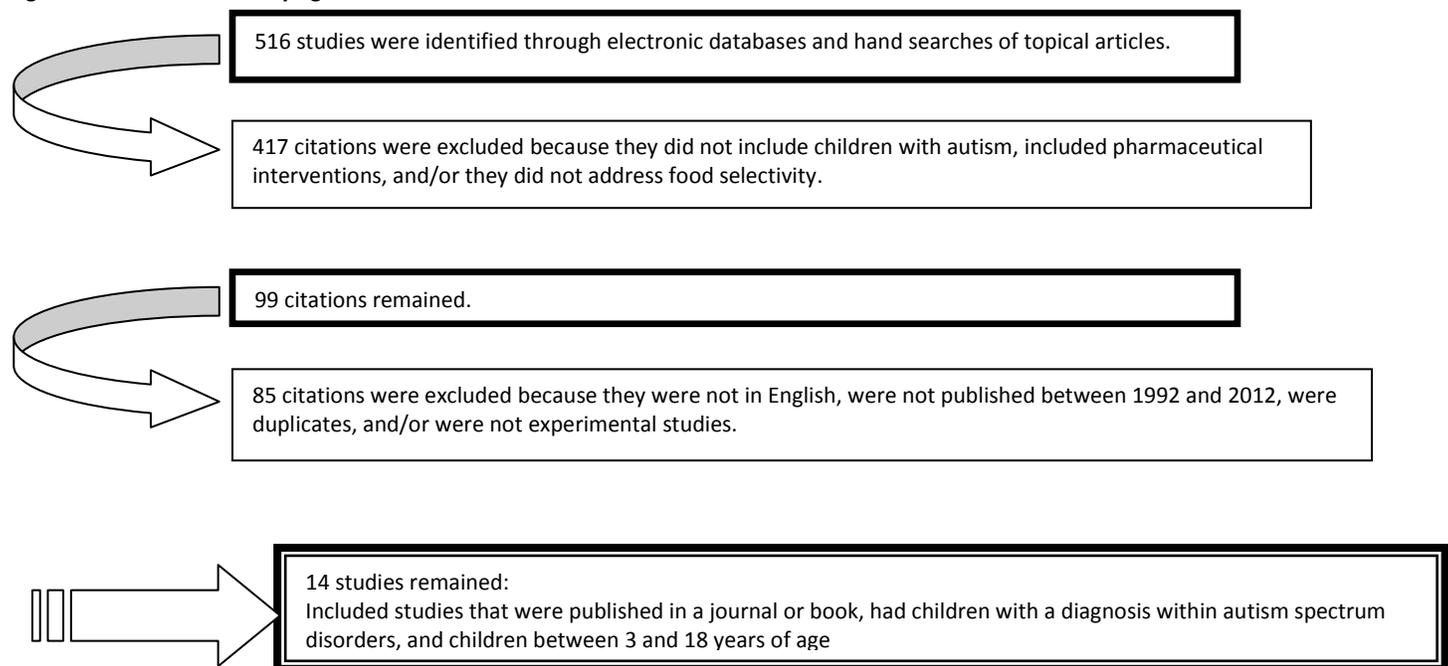 516 studies were identified through electronic databases and hand searches of topical articles.
417 citations were excluded because they did not include children with autism, included pharmaceutical
interventions, and/or they did not address food selectivity.
99 citations remained.
85 citations were excluded because they were not in English, were not published between 1992 and 2012, were
duplicates, and/or were not experimental studies.
14 studies remained:
Included studies that were published in a journal or book, had children with a diagnosis within autism spectrum
disorders, and children between 3 and 18 years of age